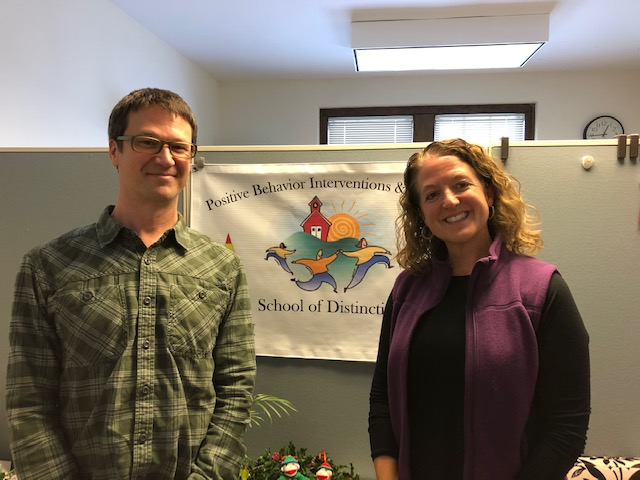 Positive Behavior Interventions &
School of Distincti